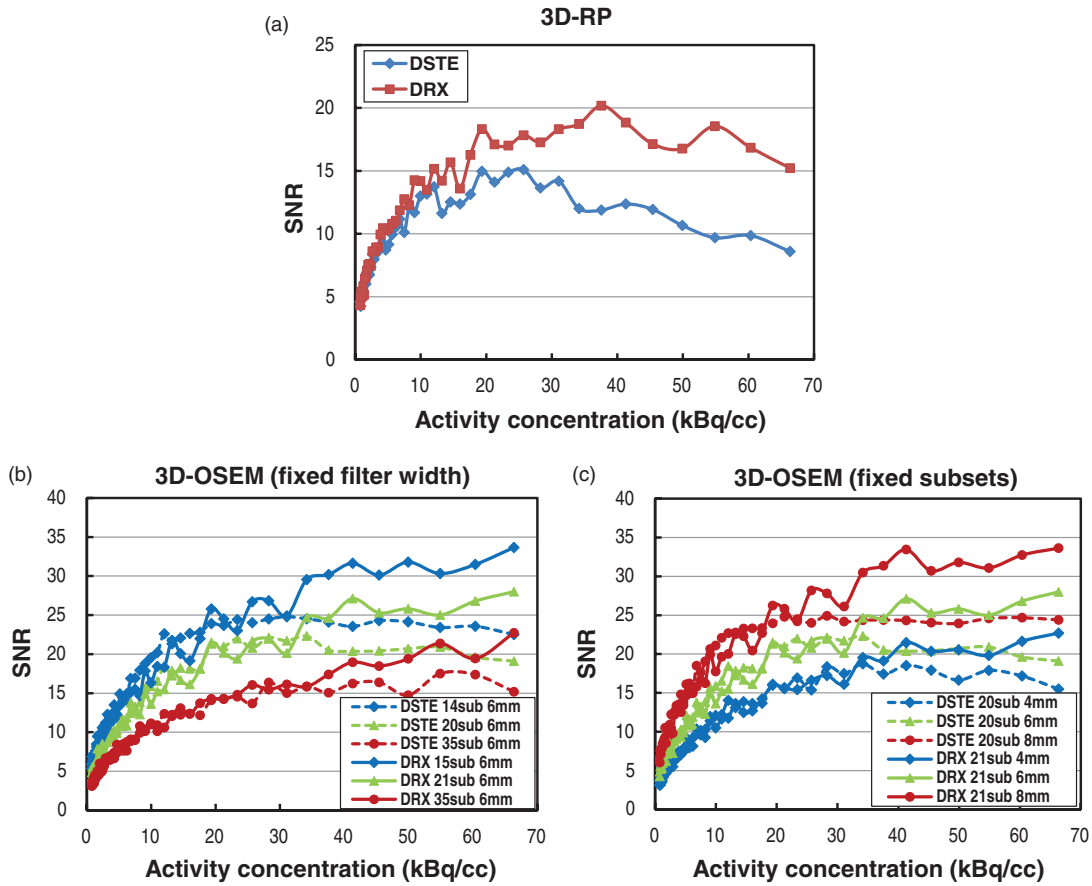 (a)
3D-RP
25
20
15
10
5
0
SNR
DSTE
DRX
0 10 20 30 40 50 60 70
Activity concentration (kBq/cc)
(b)
3D-OSEM (fixed filter width)
40
35
30
25
20
15
10
5
0
SNR
DSTE 14sub 6mm
DSTE 20sub 6mm
DSTE 35sub 6mm
DRX 15sub 6mm
DRX 21sub 6mm
DRX 35sub 6mm
0 10 20 30 40 50 60 70
Activity concentration (kBq/cc)
(c)
3D-OSEM (fixed subsets)
40
35
30
25
20
15
10
5
0
SNR
DSTE 20sub 4mm
DSTE 20sub 6mm
DSTE 20sub 8mm
DRX 21sub 4mm
DRX 21sub 6mm
DRX 21sub 8mm
0 10 20 30 40 50 60 70
Activity concentration (kBq/cc)